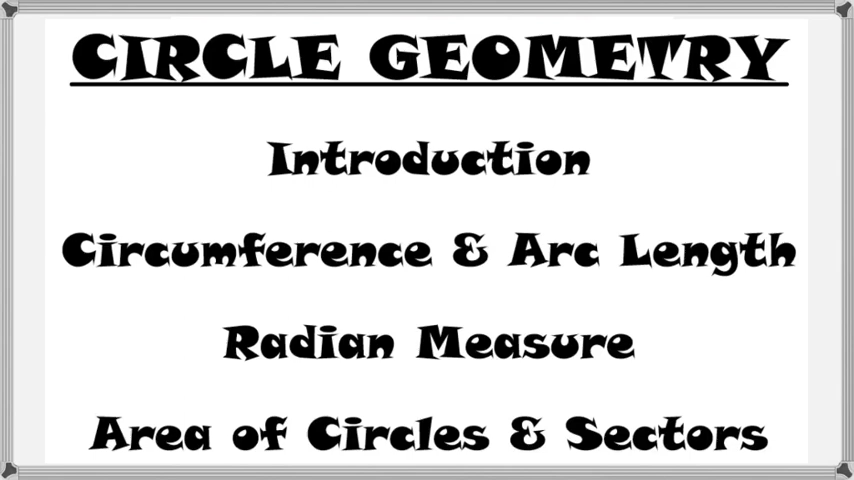 CIRCLE GEOMETRY
Introduction
Circumference & Arc Length
Radian Measure
Area of Circles & Sectors